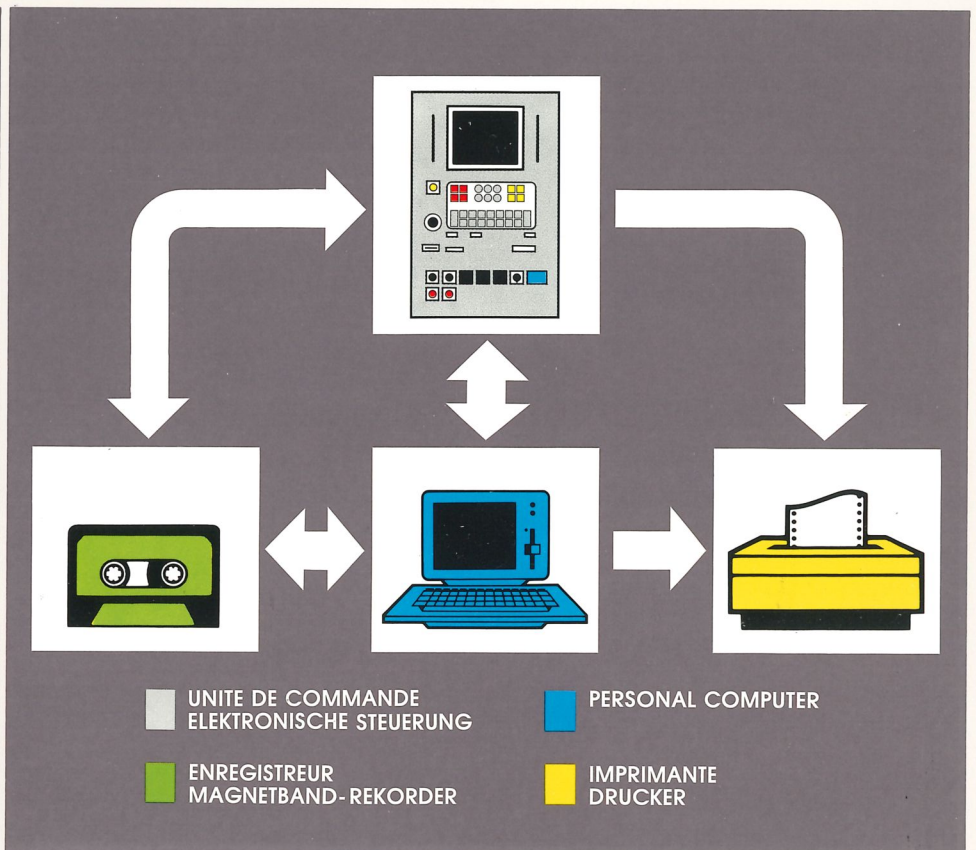 UNITE DE COMMANDE
ELEKTRONISCHE STEUERUNG
PERSONAL COMPUTER
ENREGISTREUR
MAGNETBAND-REKORDER
IMPRIMANTE
DRUCKER